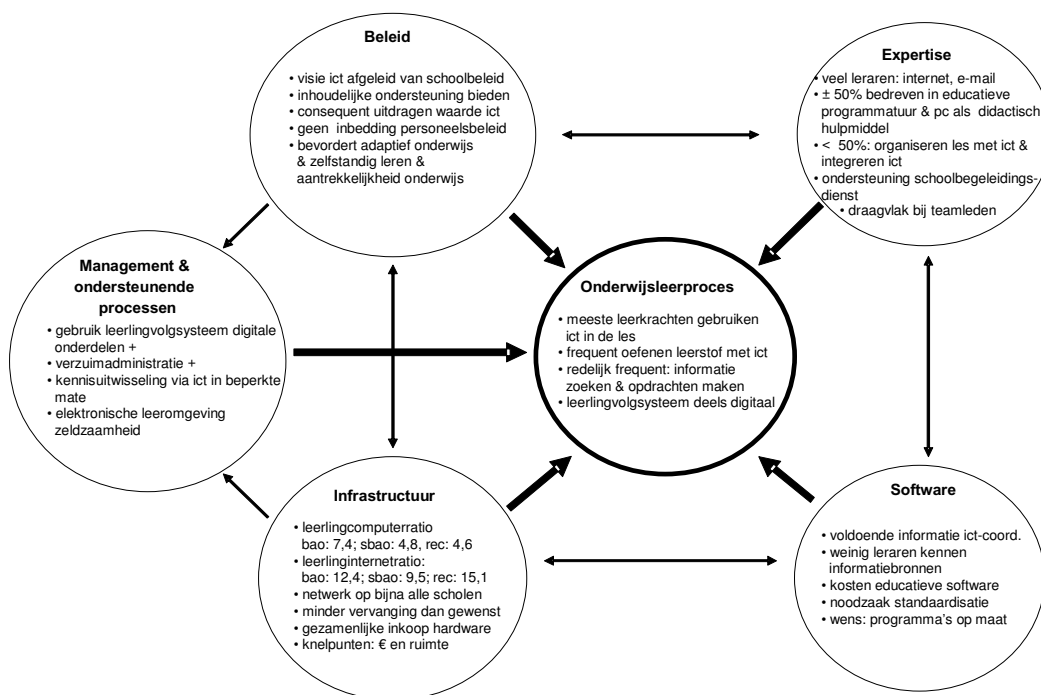 Beleid
• visie ict afgeleid van schoolbeleid
• inhoudelijke ondersteuning bieden
• consequent uitdragen waarde ict
• geen inbedding personeelsbeleid
• bevordert adaptief onderwijs
& zelfstandig leren &
aantrekkelijkheid onderwijs
Expertise
• veel leraren: internet, e-mail
• ± 50% bedreven in educatieve
programmatuur & pc als didactisch
hulpmiddel
• < 50%: organiseren les met ict &
integreren ict
• ondersteuning schoolbegeleidings-
dienst
• draagvlak bij teamleden
Management &
ondersteunende
processen
• gebruik leerlingvolgsysteem digitale
onderdelen +
• verzuimadministratie +
• kennisuitwisseling via ict in beperkte
mate
• elektronische leeromgeving
zeldzaamheid
Onderwijsleerproces
• meeste leerkrachten gebruiken
ict in de les
• frequent oefenen leerstof met ict
• redelijk frequent: informatie
zoeken & opdrachten maken
• leerlingvolgsysteem deels digitaal
Infrastructuur
• leerlingcomputerratio
bao: 7,4; sbao: 4,8, rec: 4,6
• leerlinginternetratio:
bao: 12,4; sbao: 9,5; rec: 15,1
• netwerk op bijna alle scholen
• minder vervanging dan gewenst
• gezamenlijke inkoop hardware
• knelpunten: € en ruimte
Software
• voldoende informatie ict-coord.
• weinig leraren kennen
informatiebronnen
• kosten educatieve software
• noodzaak standaardisatie
• wens: programma's op maat